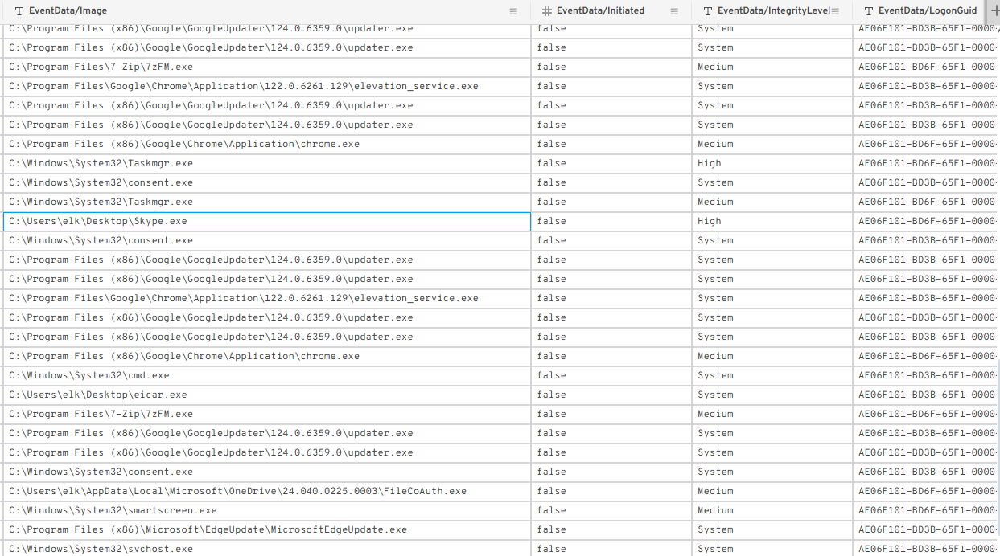 EventData/Image EventData/Initiated EventData/IntegrityLevel EventData/LogonGuid
C:\Program Files (x86)\Google\GoogleUpdater\124.0.6359.0\updater.exe false System AE06F101-BD3B-65F1-0000-
C:\Program Files (x86)\Google\GoogleUpdater\124.0.6359.0\updater.exe false System AE06F101-BD3B-65F1-0000-
C:\Program Files\7-Zip\7zFM.exe false Medium AE06F101-BD6F-65F1-0000-
C:\Program Files\Google\Chrome\Application\122.0.6261.129\elevation_service.exe false System AE06F101-BD3B-65F1-0000-
C:\Program Files (x86)\Google\GoogleUpdater\124.0.6359.0\updater.exe false System AE06F101-BD3B-65F1-0000-
C:\Program Files (x86)\Google\GoogleUpdater\124.0.6359.0\updater.exe false System AE06F101-BD3B-65F1-0000-
C:\Program Files (x86)\Google\Chrome\Application\chrome.exe false Medium AE06F101-BD6F-65F1-0000-
C:\Windows\System32\Taskmgr.exe false High AE06F101-BD6F-65F1-0000-
C:\Windows\System32\consent.exe false System AE06F101-BD3B-65F1-0000-
C:\Windows\System32\Taskmgr.exe false Medium AE06F101-BD6F-65F1-0000-
C:\Users\elk\Desktop\Skype.exe false High AE06F101-BD6F-65F1-0000-
C:\Windows\System32\consent.exe false System AE06F101-BD3B-65F1-0000-
C:\Program Files (x86)\Google\GoogleUpdater\124.0.6359.0\updater.exe false System AE06F101-BD3B-65F1-0000-
C:\Program Files (x86)\Google\GoogleUpdater\124.0.6359.0\updater.exe false System AE06F101-BD3B-65F1-0000-
C:\Program Files\Google\Chrome\Application\122.0.6261.129\elevation_service.exe false System AE06F101-BD3B-65F1-0000-
C:\Program Files (x86)\Google\GoogleUpdater\124.0.6359.0\updater.exe false System AE06F101-BD3B-65F1-0000-
C:\Program Files (x86)\Google\GoogleUpdater\124.0.6359.0\updater.exe false System AE06F101-BD3B-65F1-0000-
C:\Program Files (x86)\Google\Chrome\Application\chrome.exe false Medium AE06F101-BD6F-65F1-0000-
C:\Windows\System32\cmd.exe false System AE06F101-BD3B-65F1-0000-
C:\Users\elk\Desktop\eicar.exe false System AE06F101-BD3B-65F1-0000-
C:\Program Files\7-Zip\7zFM.exe false Medium AE06F101-BD6F-65F1-0000-
C:\Program Files (x86)\Google\GoogleUpdater\124.0.6359.0\updater.exe false System AE06F101-BD3B-65F1-0000-
C:\Program Files (x86)\Google\GoogleUpdater\124.0.6359.0\updater.exe false System AE06F101-BD3B-65F1-0000-
C:\Windows\System32\consent.exe false System AE06F101-BD3B-65F1-0000-
C:\Users\elk\AppData\Local\Microsoft\OneDrive\24.040.0225.0003\FileCoAuth.exe false Medium AE06F101-BD6F-65F1-0000-
C:\Windows\System32\smartscreen.exe false Medium AE06F101-BD6F-65F1-0000-
C:\Program Files (x86)\Microsoft\EdgeUpdate\MicrosoftEdgeUpdate.exe false System AE06F101-BD3B-65F1-0000-
C:\Windows\System32\svchost.exe false System AE06F101-BD3B-65F1-0000-